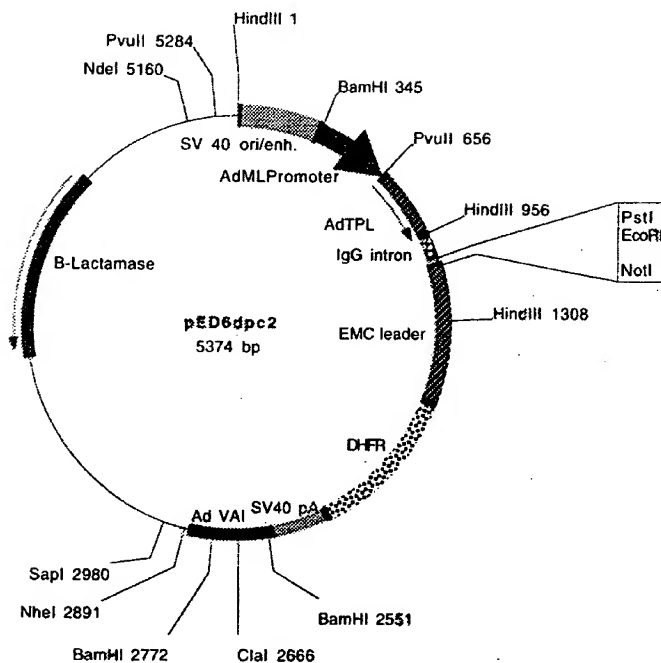 HindIII 1
PvuII 5284
NdeI 5160
BamHI 345
SV 40 ori/enh.
PvuII 656
AdMLPromoter
HindIII 956
AdTPL
PstI
EcoRI
NotI
IgG intron
B-Lactamase
pED6dpc2
5374 bp
EMC leader
HindIII 1308
DHFR
SV40 pA
Ad VAI
SapI 2980
NheI 2891
BamHI 2551
BamHI 2772
ClaI 2666